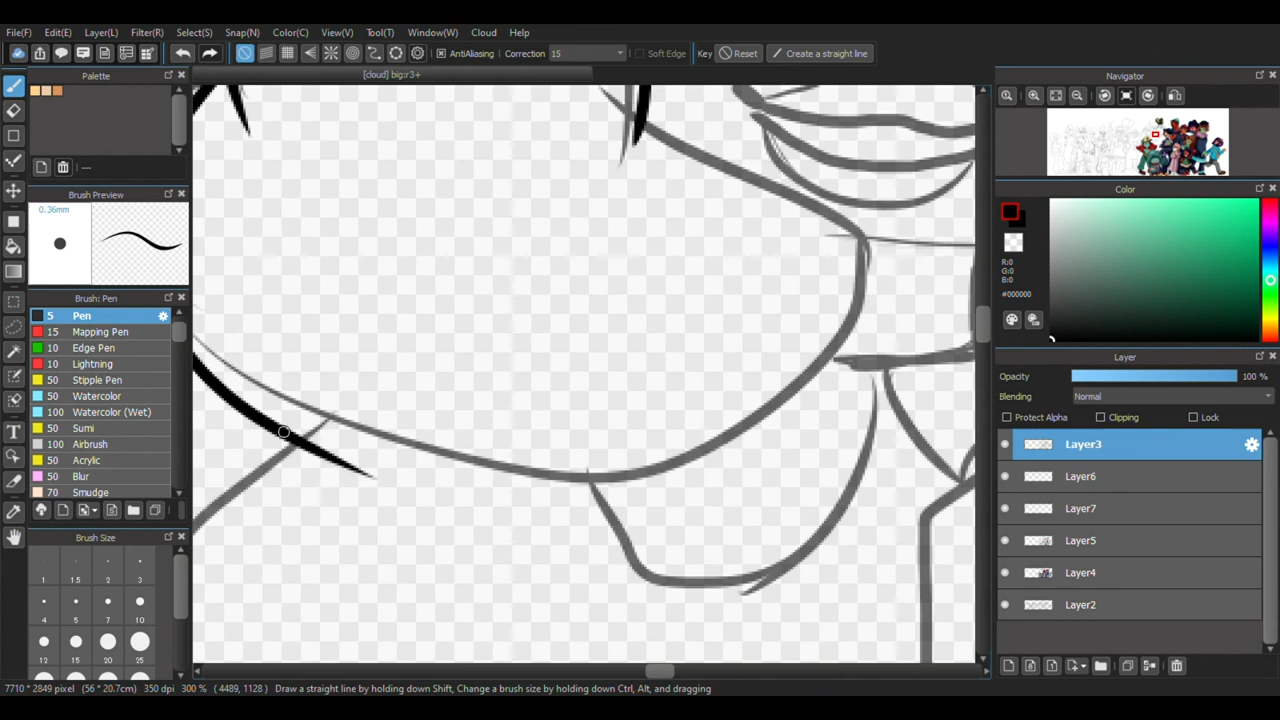 File(F) Edit(E) Layer(L) Filter(R) Select(S) Snap(N) Color(C) View(V) Tool(T) Window(W) Cloud Help
AntiAliasing Correction 15 Soft Edge Key Reset Create a straight line
Palette
[cloud] big:r3+
Navigator
---
Brush Preview
0.36mm
Color
R:0
G:0
B:0
#000000
Brush: Pen
5 Pen
15 Mapping Pen
10 Edge Pen
10 Lightning
50 Stipple Pen
50 Watercolor
100 Watercolor (Wet)
50 Sumi
100 Airbrush
50 Acrylic
50 Blur
70 Smudge
Brush Size
1 1.5 2 3
4 5 7 10
12 15 20 25
Layer
Opacity 100 %
Blending Normal
Protect Alpha Clipping Lock
Layer3
Layer6
Layer7
Layer5
Layer4
Layer2
7710 * 2849 pixel (56 * 20.7cm) 350 dpi 300 % ( 4489, 1128 ) Draw a straight line by holding down Shift, Change a brush size by holding down Ctrl, Alt, and dragging